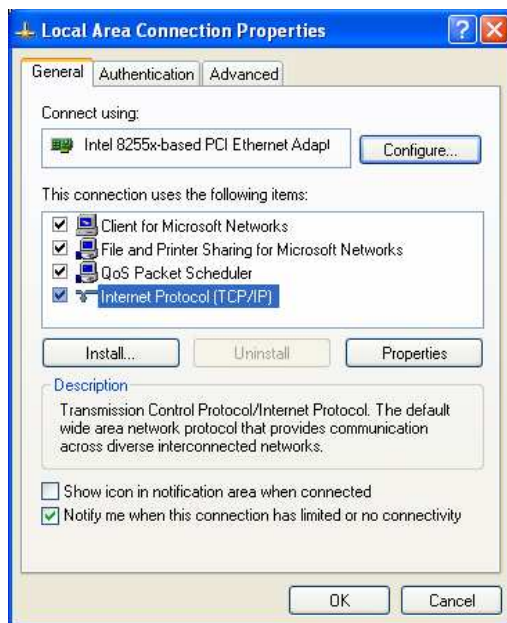 Local Area Connection Properties
General Authentication Advanced
Connect using:
Intel 8255x-based PCI Ethernet Adapt
Configure...
This connection uses the following items:
Client for Microsoft Networks
File and Printer Sharing for Microsoft Networks
QoS Packet Scheduler
Internet Protocol (TCP/IP)
Install... Uninstall Properties
Description
Transmission Control Protocol/Internet Protocol. The default
wide area network protocol that provides communication
across diverse interconnected networks.
Show icon in notification area when connected
Notify me when this connection has limited or no connectivity
OK Cancel